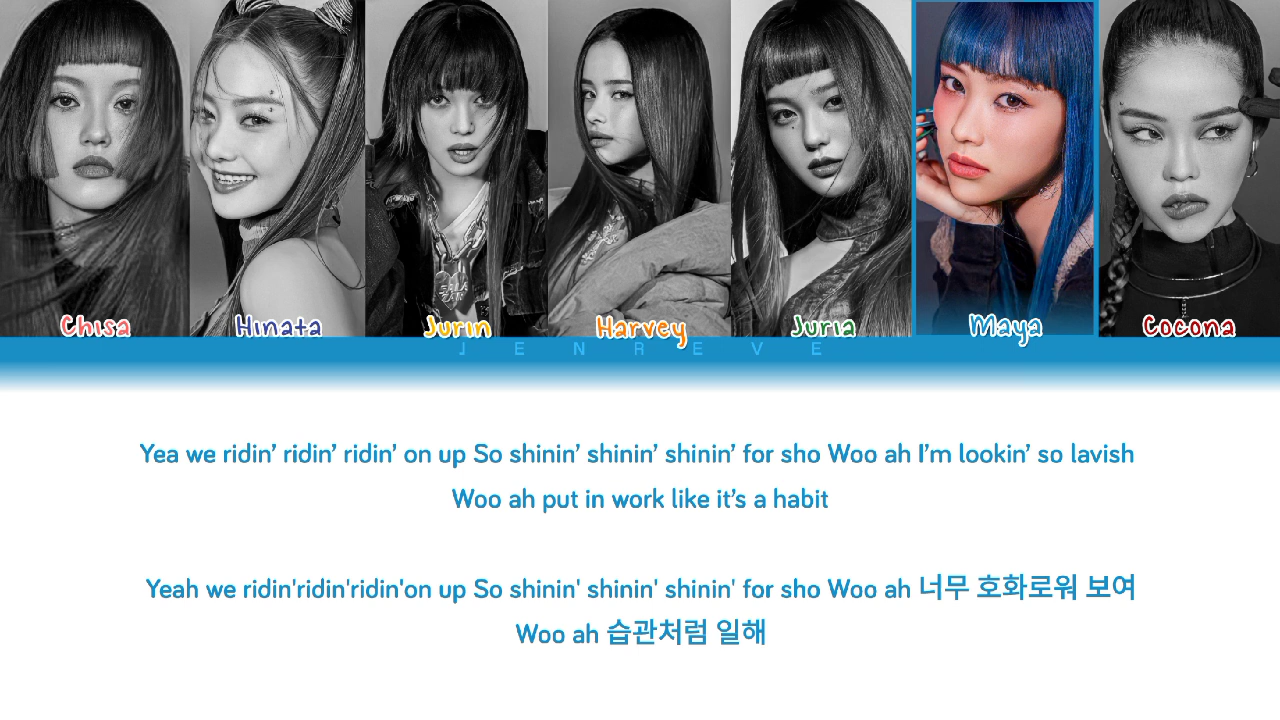 Chisa Hinata Jurin Harvey Juria Maya Cocona
J E N R E V E
Yea we ridin’ ridin’ ridin’ on up So shinin’ shinin’ shinin’ for sho Woo ah I’m lookin’ so lavish
Woo ah put in work like it’s a habit
Yeah we ridin'ridin'ridin'on up So shinin' shinin' shinin' for sho Woo ah 너무 호화로워 보여
Woo ah 습관처럼 일해